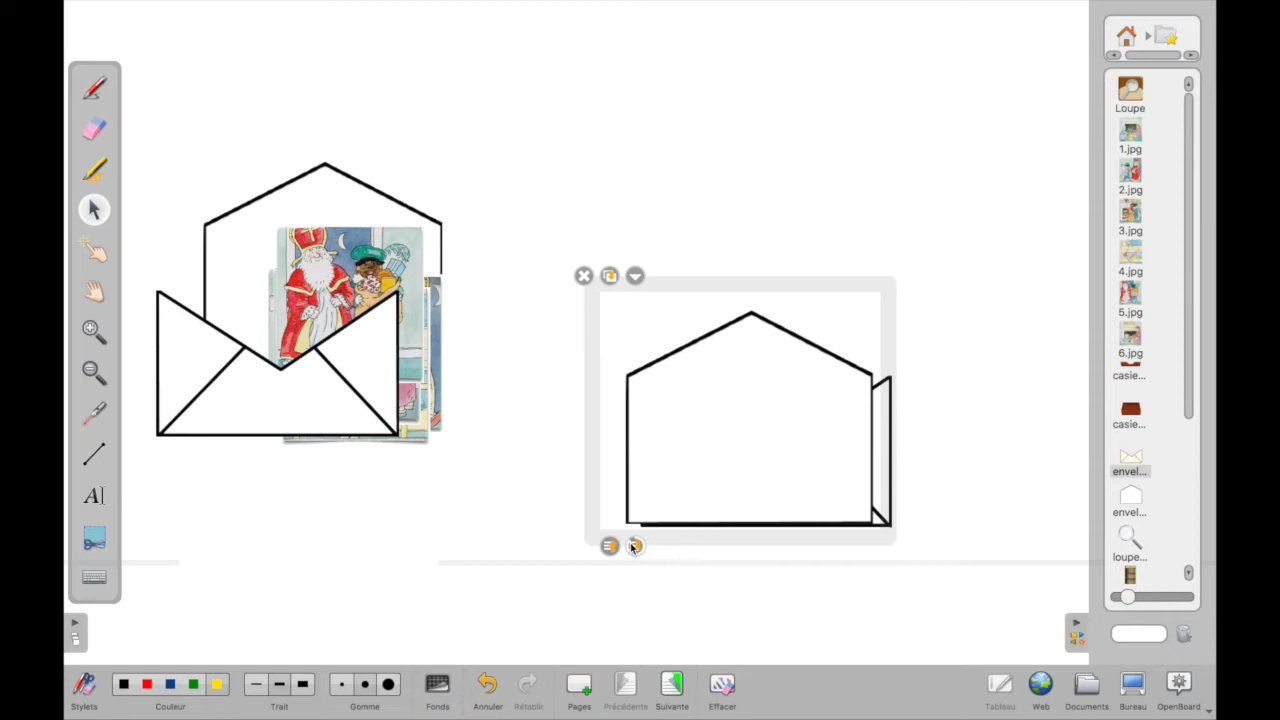 Loupe
1.jpg
2.jpg
3.jpg
4.jpg
5.jpg
6.jpg
casie...
casie...
envel...
envel...
loupe...
A
Stylets
Couleur
Trait
Gomme
Fonds
Annuler
Rétablir
Pages
Précédente
Suivante
Effacer
Tableau
Web
Documents
Bureau
OpenBoard